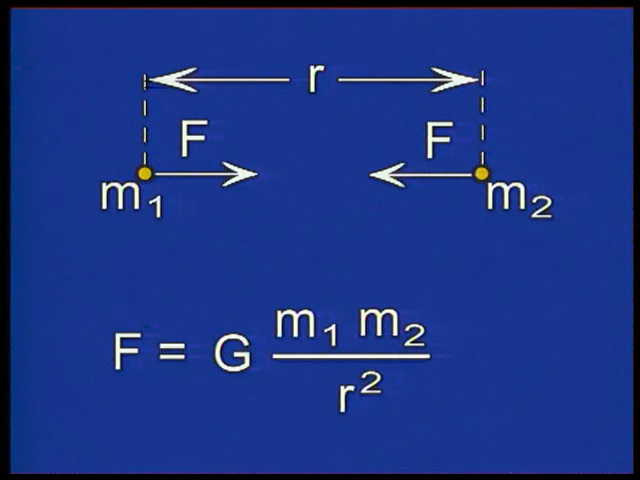 r
F F
m₁ m₂
F = G m₁ m₂ / r²